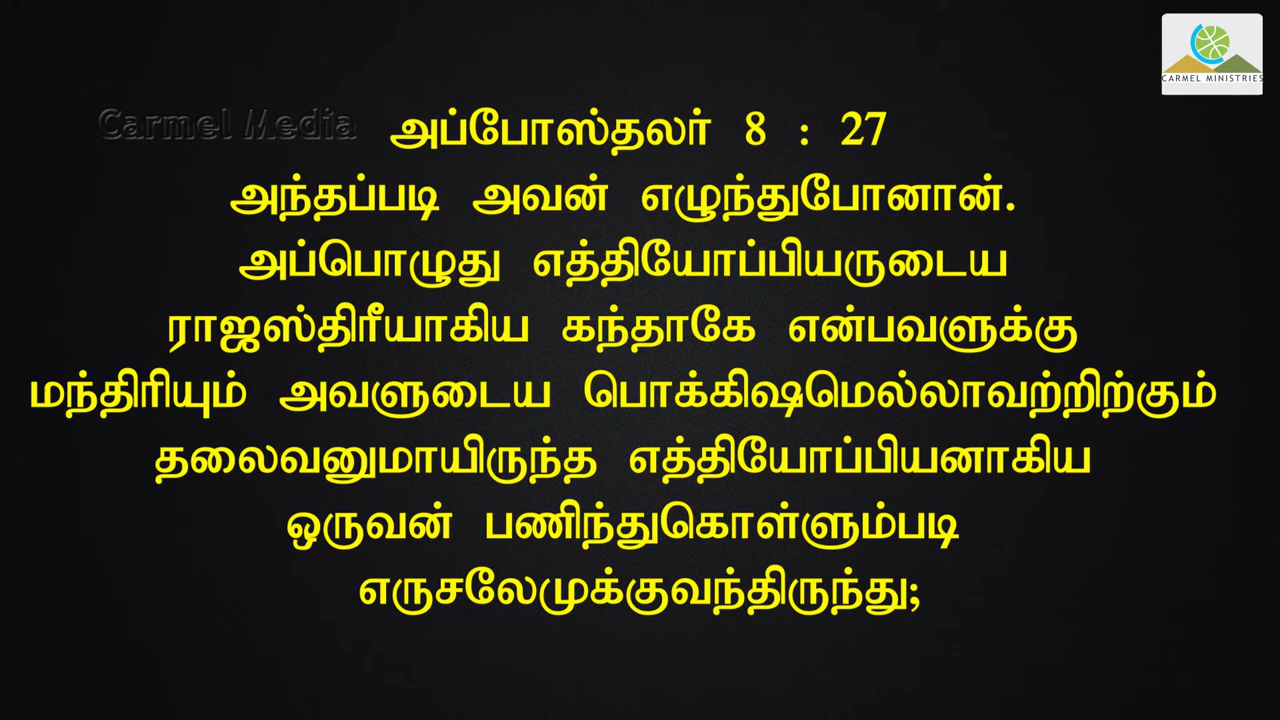 CARMEL MINISTRIES
Carmel Media
அப்போஸ்தலர் 8 : 27
அந்தப்படி அவன் எழுந்துபோனான்.
அப்பொழுது எத்தியோப்பியருடைய
ராஜஸ்திரீயாகிய கந்தாகே என்பவளுக்கு
மந்திரியும் அவளுடைய பொக்கிஷமெல்லாவற்றிற்கும்
தலைவனுமாயிருந்த எத்தியோப்பியனாகிய
ஒருவன் பணிந்துகொள்ளும்படி
எருசலேமுக்குவந்திருந்து;